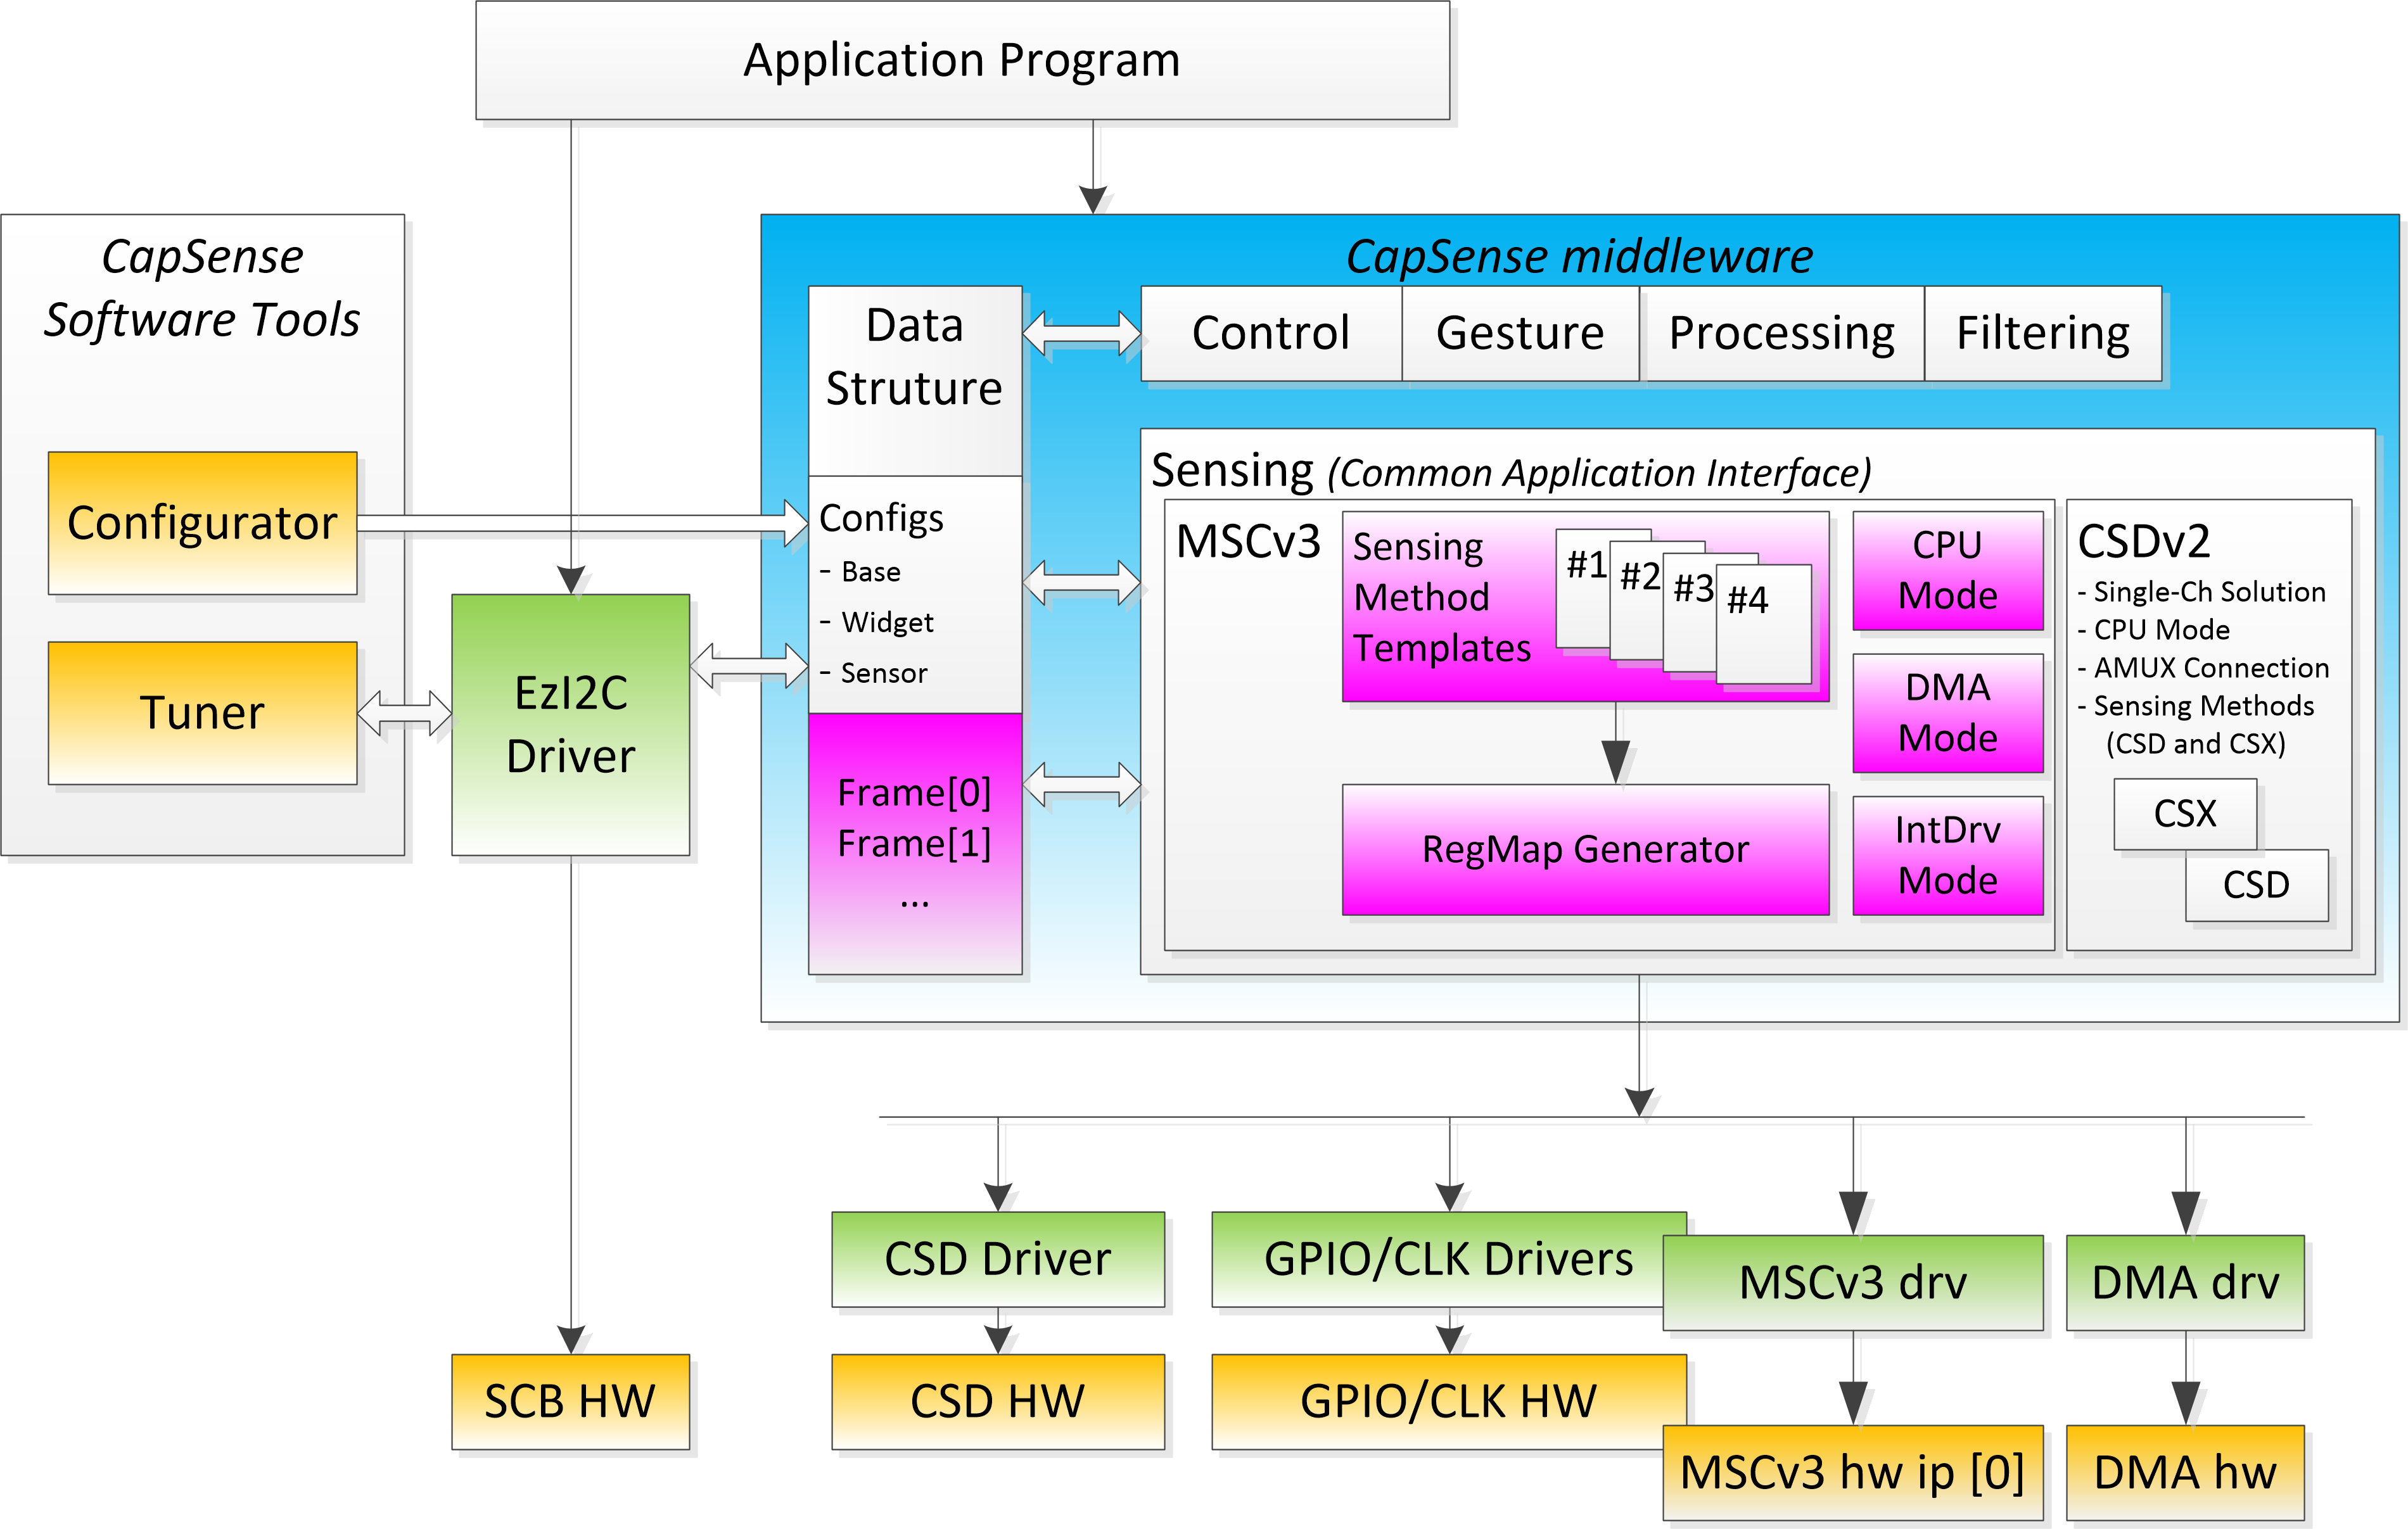 Application Program
CapSense
Software Tools
Configurator
Tuner
EzI2C
Driver
CapSense middleware
Data
Struture
Configs
- Base
- Widget
- Sensor
Frame[0]
Frame[1]
...
Control
Gesture
Processing
Filtering
Sensing (Common Application Interface)
MSCv3
Sensing
Method
Templates
#1
#2
#3
#4
RegMap Generator
CPU
Mode
DMA
Mode
IntDrv
Mode
CSDv2
- Single-Ch Solution
- CPU Mode
- AMUX Connection
- Sensing Methods
(CSD and CSX)
CSX
CSD
CSD Driver
GPIO/CLK Drivers
MSCv3 drv
DMA drv
SCB HW
CSD HW
GPIO/CLK HW
MSCv3 hw ip [0]
DMA hw